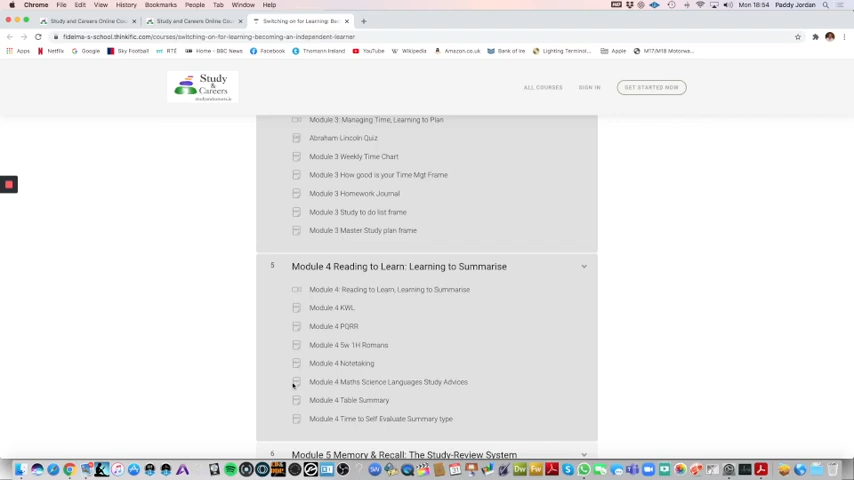 Chrome File Edit View History Bookmarks People Tab Window Help
Mon 18:54 Paddy Jordan
Study and Careers Online Cou
Study and Careers Online Cou
Switching on for Learning: Be
fidelma-s-school.thinkific.com/courses/switching-on-for-learning-becoming-an-independent-learner
Apps Netflix Google Sky Football RTÉ Home - BBC News Facebook Thomann Ireland YouTube Wikipedia Amazon.co.uk Bank of Ire Lighting Terminol... Apple M17/M18 Motorwa...
Study
& Careers
studyandcareers.ie
ALL COURSES SIGN IN GET STARTED NOW
Module 3: Managing Time, Learning to Plan
Abraham Lincoln Quiz
Module 3 Weekly Time Chart
Module 3 How good is your Time Mgt Frame
Module 3 Homework Journal
Module 3 Study to do list frame
Module 3 Master Study plan frame
5 Module 4 Reading to Learn: Learning to Summarise
Module 4: Reading to Learn, Learning to Summarise
Module 4 KWL
Module 4 PQRR
Module 4 5w 1H Romans
Module 4 Notetaking
Module 4 Maths Science Languages Study Advices
Module 4 Table Summary
Module 4 Time to Self Evaluate Summary type
6 Module 5 Memory & Recall: The Study-Review System